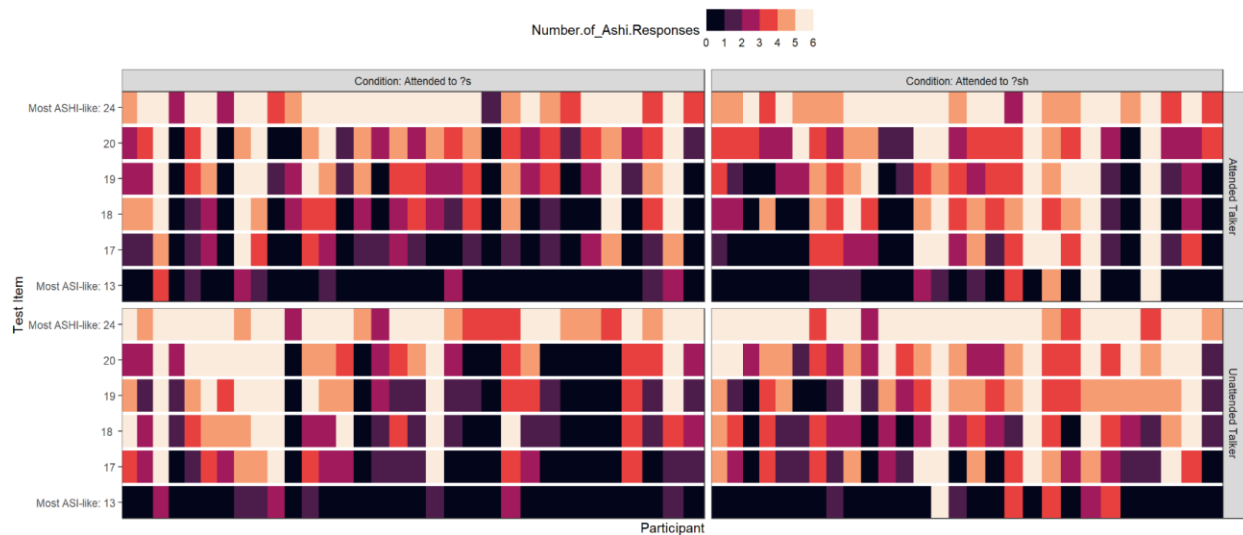 Number.of_Ashi.Responses
0 1 2 3 4 5 6
Condition: Attended to ?s
Condition: Attended to ?sh
Test Item
Most ASHI-like: 24
20
19
18
17
Most ASI-like: 13
Attended Talker
Most ASHI-like: 24
20
19
18
17
Most ASI-like: 13
Unattended Talker
Participant